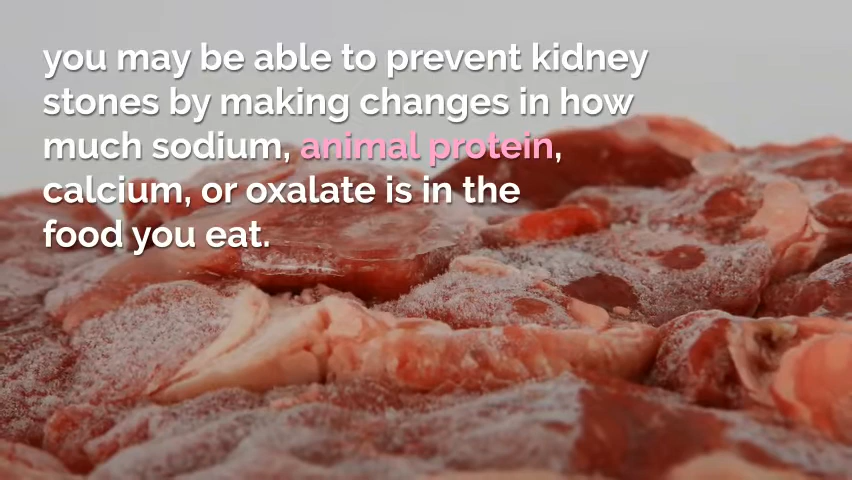 you may be able to prevent kidney
stones by making changes in how
much sodium, animal protein,
calcium, or oxalate is in the
food you eat.